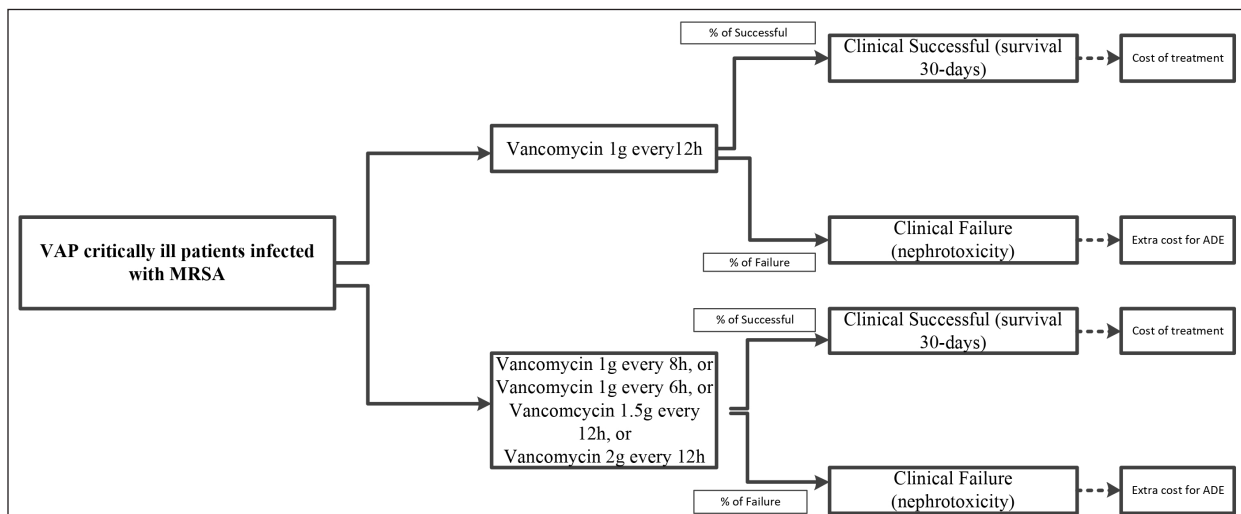 % of Successful
Clinical Successful (survival
30-days)
Cost of treatment
Vancomycin 1g every12h
VAP critically ill patients infected
with MRSA
% of Failure
Clinical Failure
(nephrotoxicity)
Extra cost for ADE
% of Successful
Clinical Successful (survival
30-days)
Cost of treatment
Vancomycin 1g every 8h, or
Vancomycin 1g every 6h, or
Vancomcycin 1.5g every
12h, or
Vancomycin 2g every 12h
% of Failure
Clinical Failure
(nephrotoxicity)
Extra cost for ADE